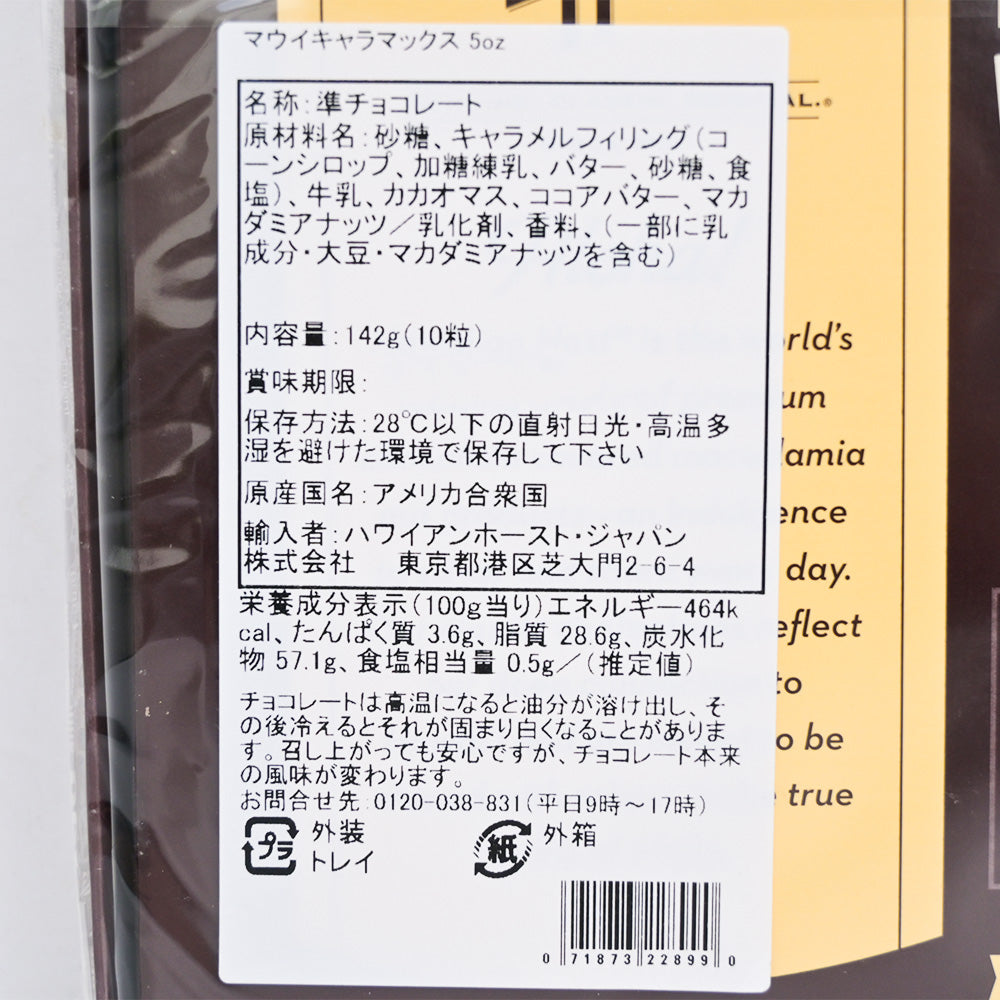 マウイキャラマックス 5oz
名称：準チョコレート
原材料名：砂糖、キャラメルフィリング（コ
ーンシロップ、加糖練乳、バター、砂糖、食
塩）、牛乳、カカオマス、ココアバター、マカ
ダミアナッツ／乳化剤、香料、（一部に乳
成分・大豆・マカダミアナッツを含む）
内容量：142g（10粒）
賞味期限：
保存方法：28℃以下の直射日光・高温多
湿を避けた環境で保存して下さい
原産国名：アメリカ合衆国
輸入者：ハワイアンホースト・ジャパン
株式会社 東京都港区芝大門2-6-4
栄養成分表示（100g当り）エネルギー464k
cal、たんぱく質 3.6g、脂質 28.6g、炭水化
物 57.1g、食塩相当量 0.5g／（推定値）
チョコレートは高温になると油分が溶け出し、そ
の後冷えるとそれが固まり白くなることがありま
す。召し上がっても安心ですが、チョコレート本来
の風味が変わります。
お問合せ先：0120-038-831（平日9時～17時）
プラ 外装
トレイ
紙 外箱
0 71873 22899 0
AL.®
orld's
um
lamia
ence
day.
reflect
to
o be
true